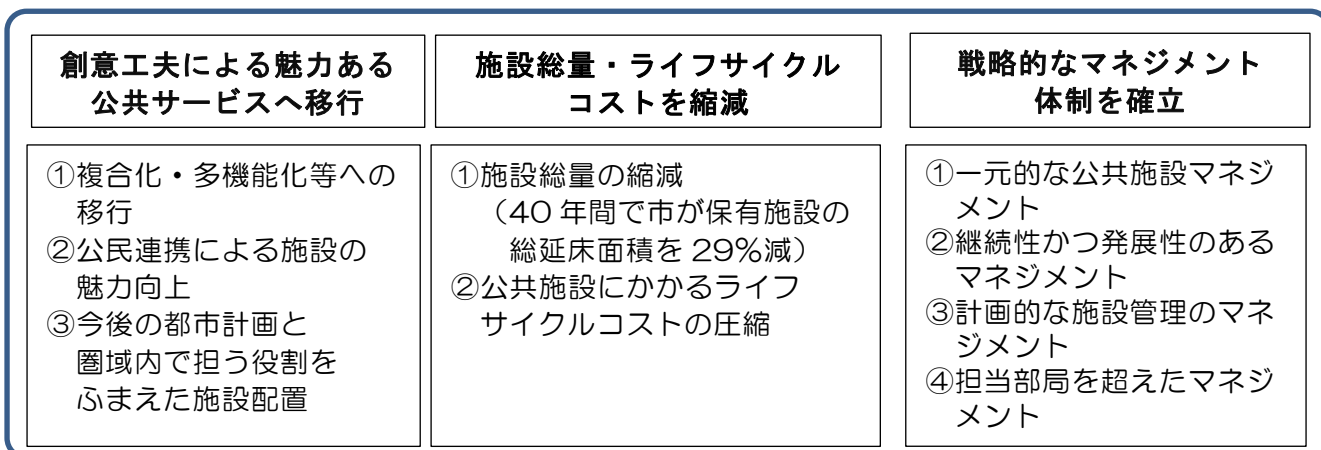 創意工夫による魅力ある
公共サービスへ移行
①複合化・多機能化等への
移行
②公民連携による施設の
魅力向上
③今後の都市計画と
圏域内で担う役割を
ふまえた施設配置
施設総量・ライフサイクル
コストを縮減
①施設総量の縮減
（40 年間で市が保有施設の
総延床面積を 29%減）
②公共施設にかかるライフ
サイクルコストの圧縮
戦略的なマネジメント
体制を確立
①一元的な公共施設マネジ
メント
②継続性かつ発展性のある
マネジメント
③計画的な施設管理のマネ
ジメント
④担当部局を超えたマネジ
メント